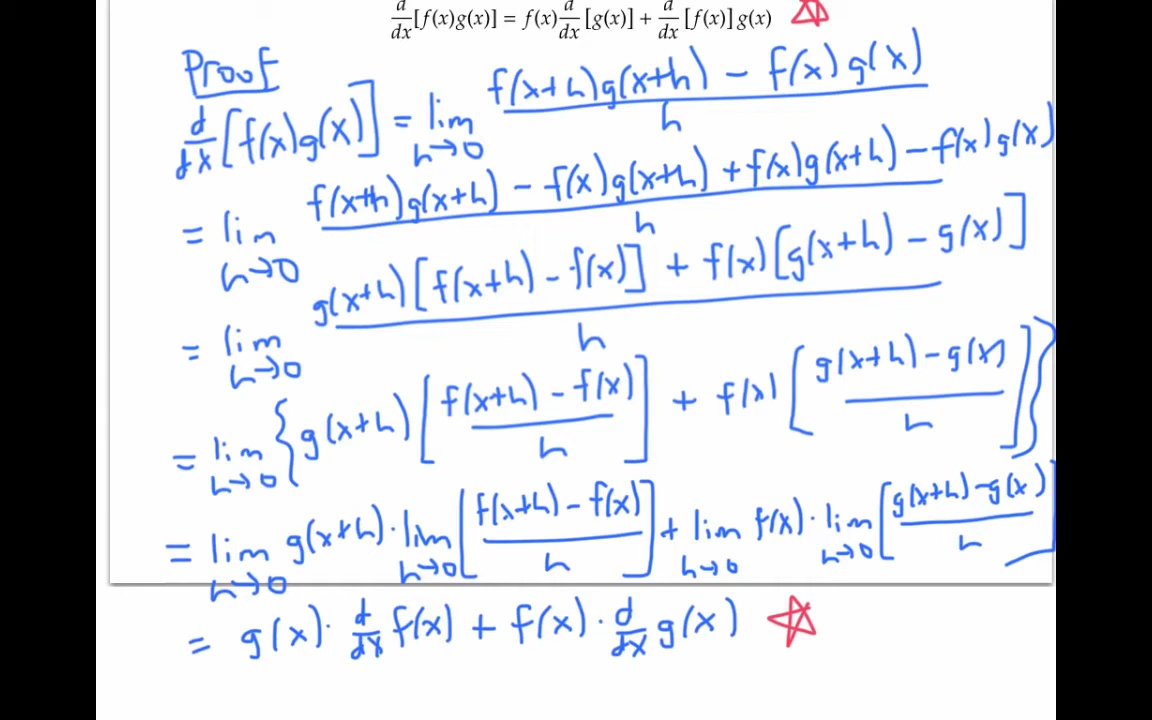 d/dx [f(x)g(x)] = f(x) d/dx [g(x)] + d/dx [f(x)] g(x)
Proof
d/dx [f(x)g(x)] = lim h→0 (f(x+h)g(x+h) − f(x)g(x))/h
= lim h→0 (f(x+h)g(x+h) − f(x)g(x+h) + f(x)g(x+h) − f(x)g(x))/h
= lim h→0 (g(x+h)[f(x+h) − f(x)] + f(x)[g(x+h) − g(x)])/h
= lim h→0 {g(x+h) [(f(x+h) − f(x))/h] + f(x) [(g(x+h) − g(x))/h]}
= lim h→0 g(x+h) · lim h→0 [(f(x+h) − f(x))/h] + lim h→0 f(x) · lim h→0 [(g(x+h) − g(x))/h]
= g(x) · d/dx f(x) + f(x) · d/dx g(x)